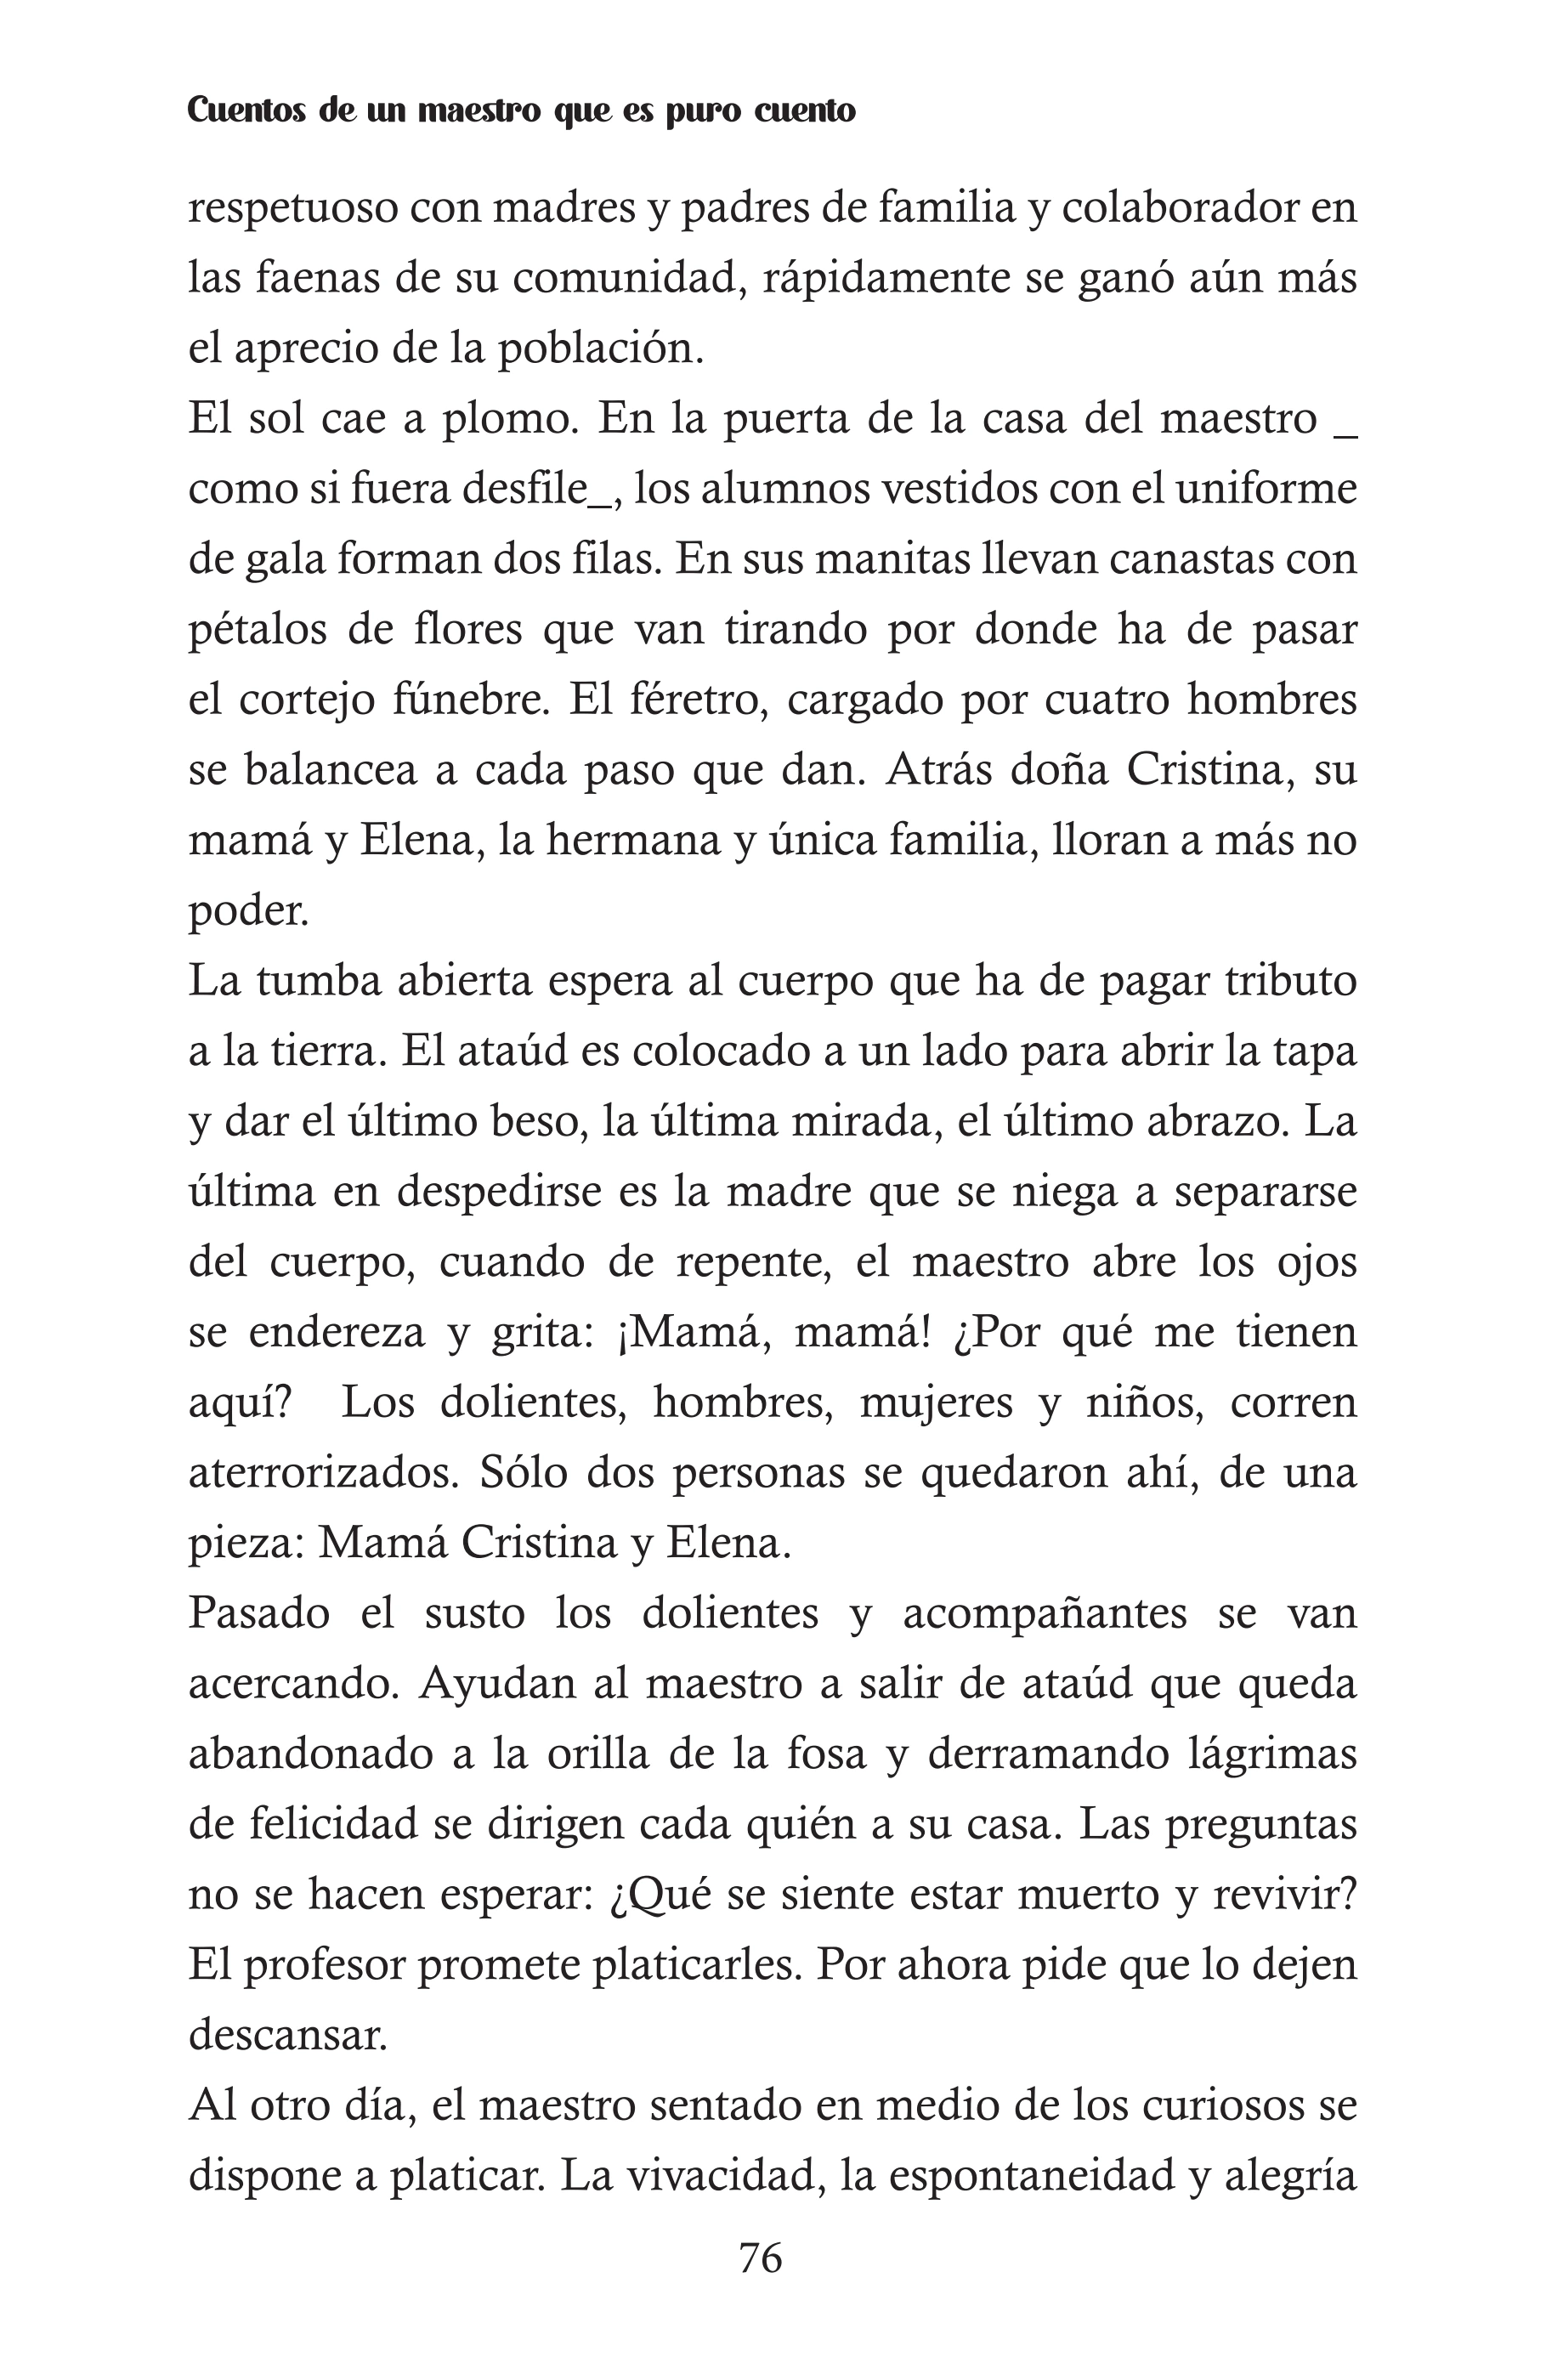 Cuentos de un maestro que es puro cuento
respetuoso con madres y padres de familia y colaborador en
las faenas de su comunidad, rápidamente se ganó aún más
el aprecio de la población.
El sol cae a plomo. En la puerta de la casa del maestro _
como si fuera desfile_, los alumnos vestidos con el uniforme
de gala forman dos filas. En sus manitas llevan canastas con
pétalos de flores que van tirando por donde ha de pasar
el cortejo fúnebre. El féretro, cargado por cuatro hombres
se balancea a cada paso que dan. Atrás doña Cristina, su
mamá y Elena, la hermana y única familia, lloran a más no
poder.
La tumba abierta espera al cuerpo que ha de pagar tributo
a la tierra. El ataúd es colocado a un lado para abrir la tapa
y dar el último beso, la última mirada, el último abrazo. La
última en despedirse es la madre que se niega a separarse
del cuerpo, cuando de repente, el maestro abre los ojos
se endereza y grita: ¡Mamá, mamá! ¿Por qué me tienen
aquí? Los dolientes, hombres, mujeres y niños, corren
aterrorizados. Sólo dos personas se quedaron ahí, de una
pieza: Mamá Cristina y Elena.
Pasado el susto los dolientes y acompañantes se van
acercando. Ayudan al maestro a salir de ataúd que queda
abandonado a la orilla de la fosa y derramando lágrimas
de felicidad se dirigen cada quién a su casa. Las preguntas
no se hacen esperar: ¿Qué se siente estar muerto y revivir?
El profesor promete platicarles. Por ahora pide que lo dejen
descansar.
Al otro día, el maestro sentado en medio de los curiosos se
dispone a platicar. La vivacidad, la espontaneidad y alegría
76